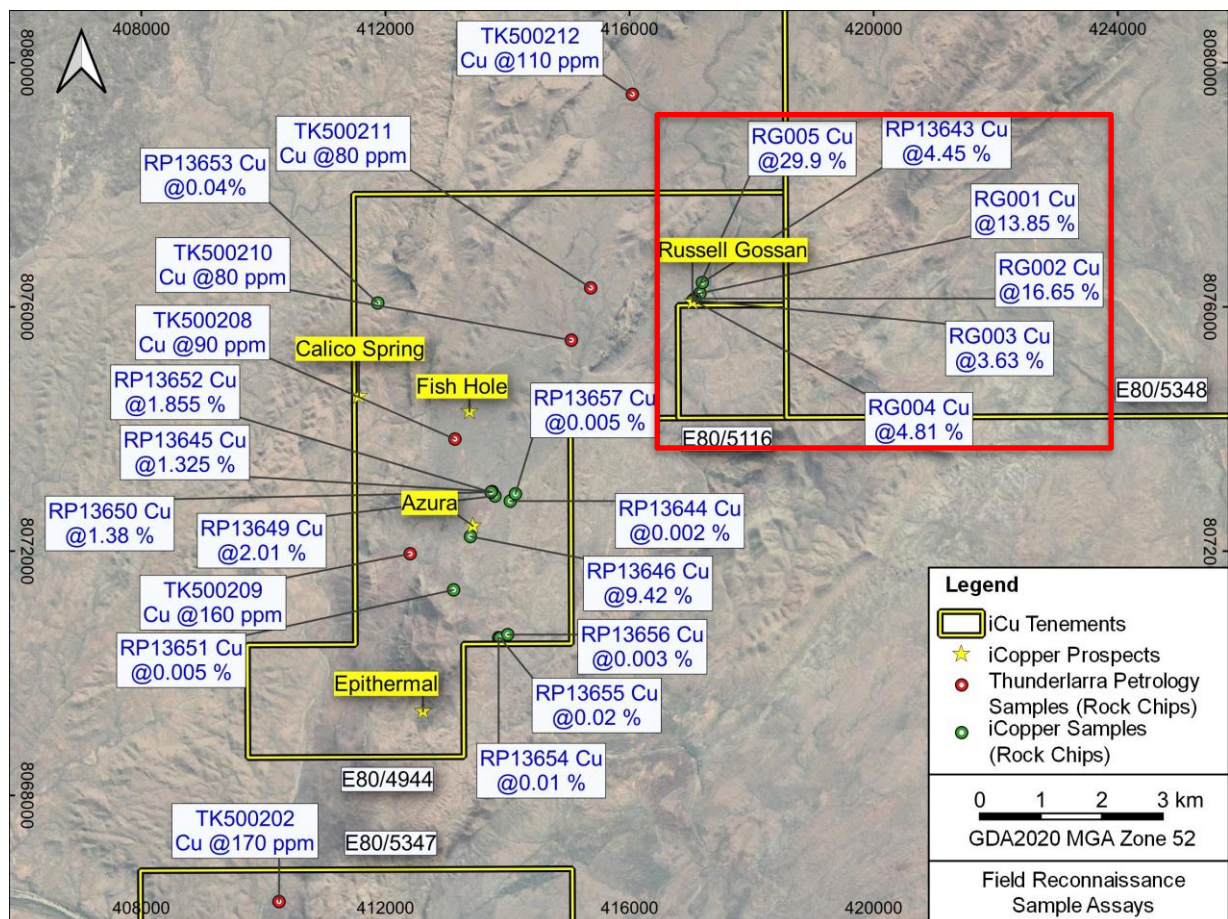 408000
412000
416000
420000
424000
8080000
8080000
TK500212
Cu @110 ppm
TK500211
Cu @80 ppm
RP13653 Cu
@0.04%
TK500210
Cu @80 ppm
TK500208
Cu @90 ppm
RG005 Cu
@29.9 %
RP13643 Cu
@4.45 %
RG001 Cu
@13.85 %
RG002 Cu
@16.65 %
RG003 Cu
@3.63 %
RG004 Cu
@4.81 %
Russell Gossan
8076000
8076000
Calico Spring
Fish Hole
RP13652 Cu
@1.855 %
RP13645 Cu
@1.325 %
RP13657 Cu
@0.005 %
E80/5348
E80/5116
RP13650 Cu
@1.38 %
Azura
RP13649 Cu
@2.01 %
RP13644 Cu
@0.002 %
8072000
80720
TK500209
Cu @160 ppm
RP13646 Cu
@9.42 %
RP13651 Cu
@0.005 %
RP13656 Cu
@0.003 %
Epithermal
RP13655 Cu
@0.02 %
RP13654 Cu
@0.01 %
E80/4944
8068000
TK500202
Cu @170 ppm
E80/5347
408000
412000
416000
420000
Legend
iCu Tenements
iCopper Prospects
Thunderlarra Petrology
Samples (Rock Chips)
iCopper Samples
(Rock Chips)
0 1 2 3 km
GDA2020 MGA Zone 52
Field Reconnaissance
Sample Assays